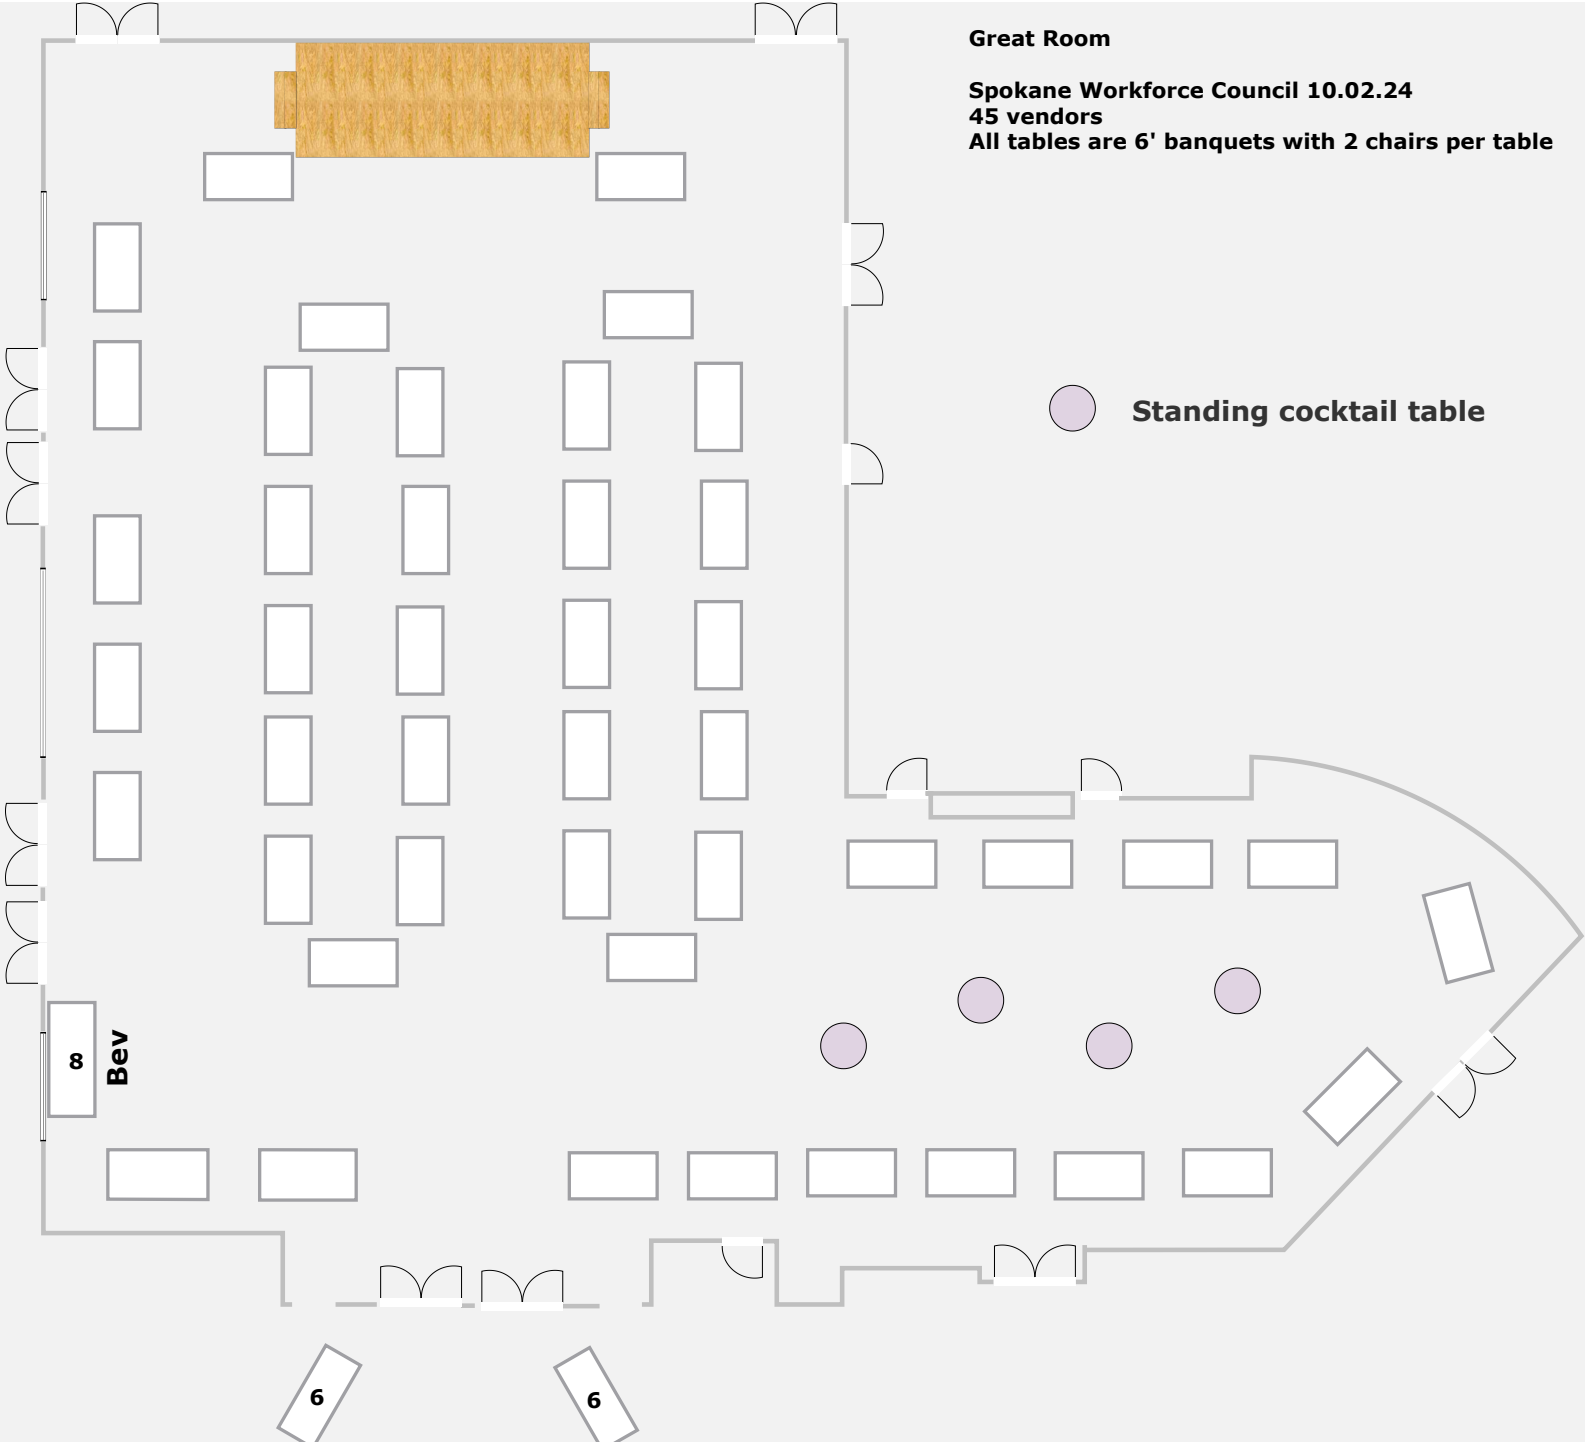 Great Room
Spokane Workforce Council 10.02.24
45 vendors
All tables are 6' banquets with 2 chairs per table
Standing cocktail table
8
Bev
6
6